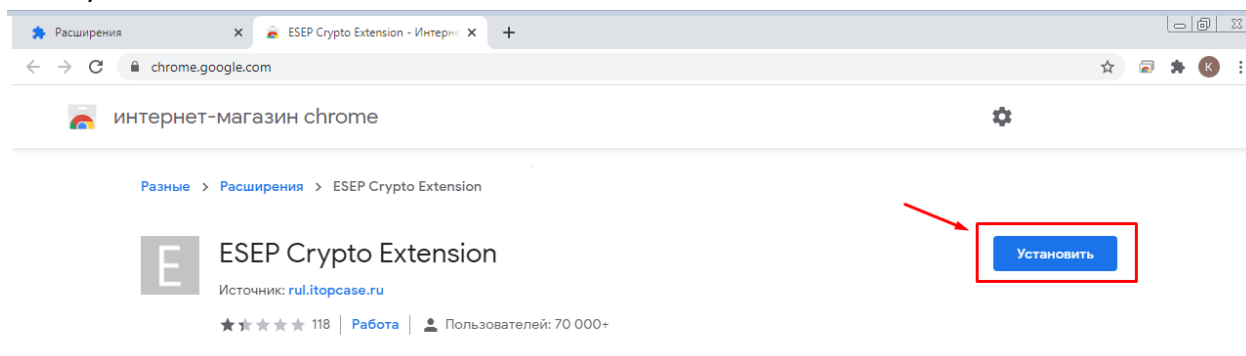 Расширения
ESEP Crypto Extension - Интерне
chrome.google.com
K
интернет-магазин chrome
Разные > Расширения > ESEP Crypto Extension
E
ESEP Crypto Extension
Установить
Источник: rul.itopcase.ru
118 | Работа | Пользователей: 70 000+